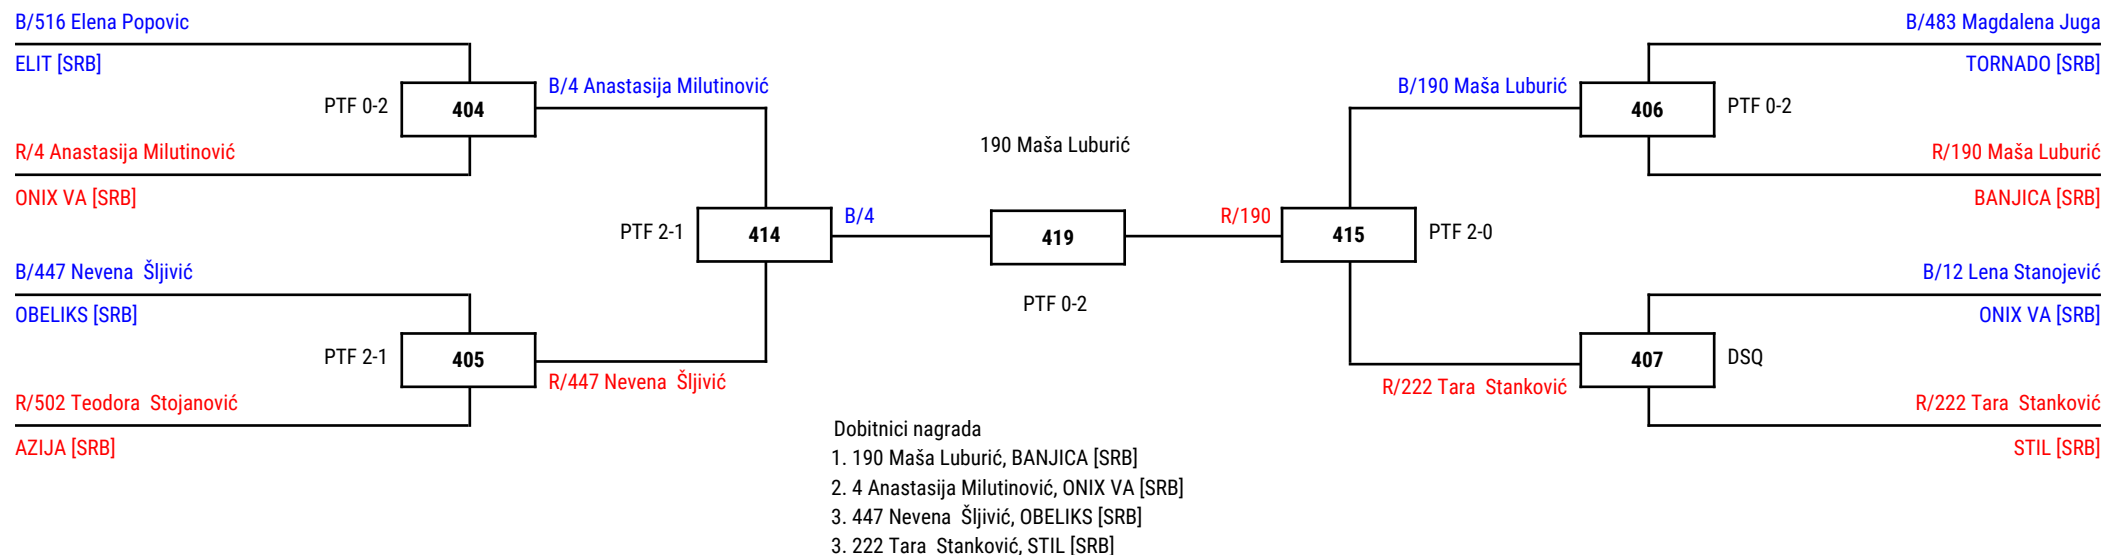 B/516 Elena Popovic
ELIT [SRB]
PTF 0-2
404
B/4 Anastasija Milutinović
R/4 Anastasija Milutinović
ONIX VA [SRB]
PTF 2-1
414
B/4
B/447 Nevena  Šljivić
OBELIKS [SRB]
PTF 2-1
405
R/447 Nevena  Šljivić
R/502 Teodora  Stojanović
AZIJA [SRB]
190 Maša Luburić
419
PTF 0-2
B/483 Magdalena Juga
TORNADO [SRB]
B/190 Maša Luburić
406
PTF 0-2
R/190 Maša Luburić
BANJICA [SRB]
R/190
415
PTF 2-0
B/12 Lena Stanojević
ONIX VA [SRB]
407
DSQ
R/222 Tara  Stanković
R/222 Tara  Stanković
STIL [SRB]
Dobitnici nagrada
1. 190 Maša Luburić, BANJICA [SRB]
2. 4 Anastasija Milutinović, ONIX VA [SRB]
3. 447 Nevena  Šljivić, OBELIKS [SRB]
3. 222 Tara  Stanković, STIL [SRB]